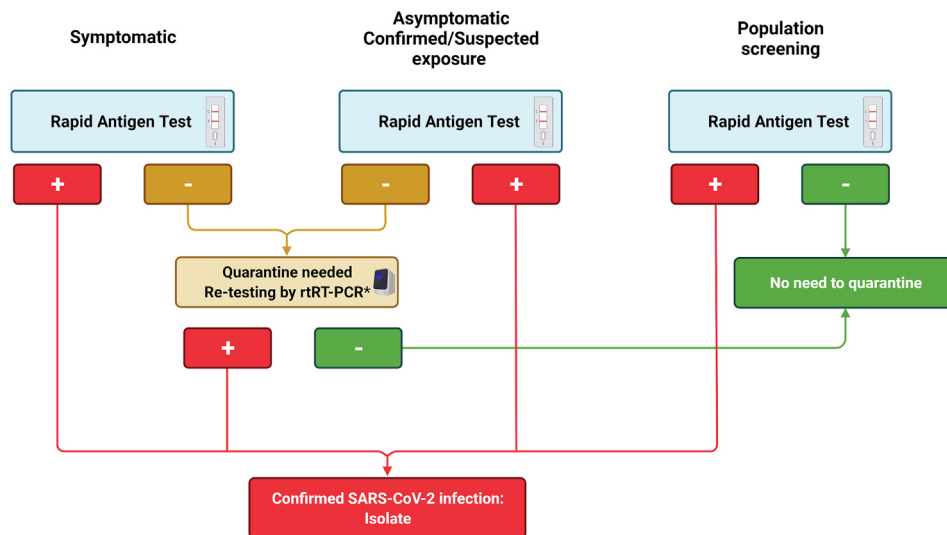 Symptomatic
Asymptomatic
Confirmed/Suspected
exposure
Population
screening
Rapid Antigen Test
Rapid Antigen Test
Rapid Antigen Test
+
-
-
+
+
-
Quarantine needed
Re-testing by rtRT-PCR*
No need to quarantine
+
-
Confirmed SARS-CoV-2 infection:
Isolate